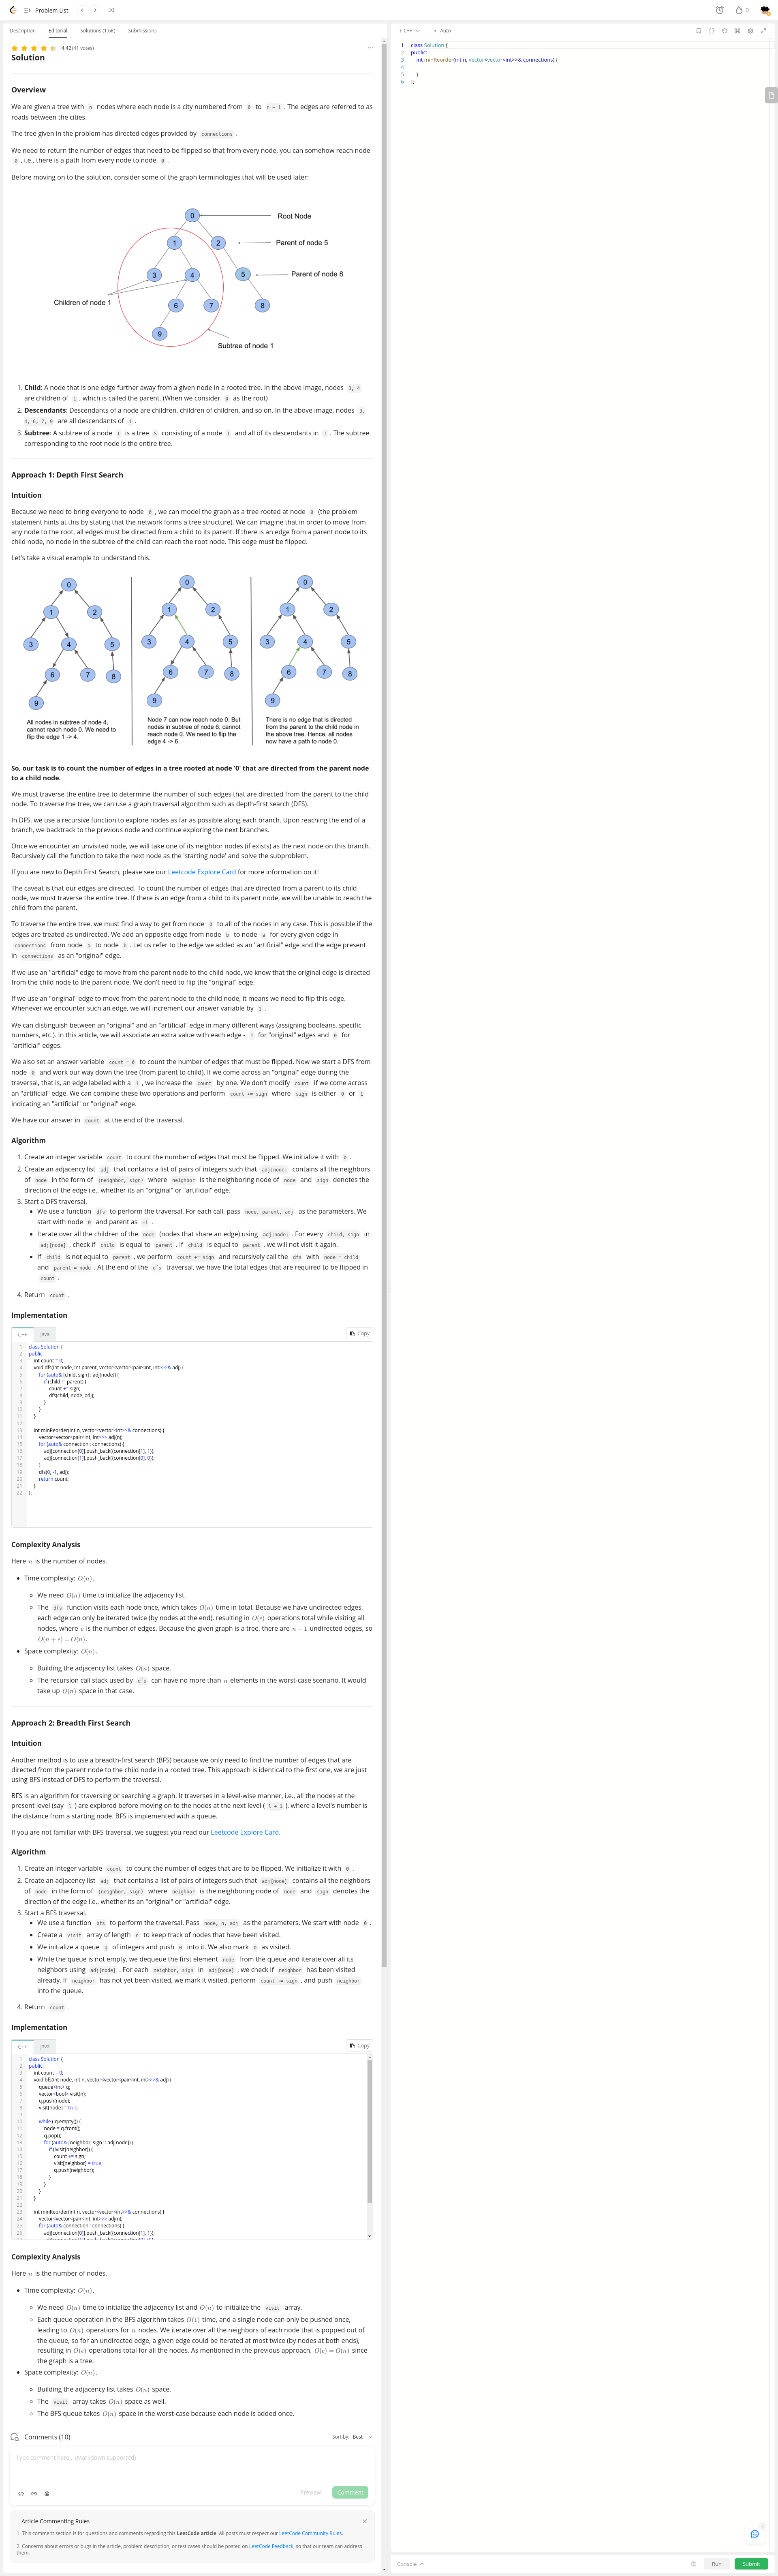 Problem List
0
Description Editorial Solutions (1.6K) Submissions
4.42 (41 votes)
Solution
Overview
We are given a tree with n nodes where each node is a city numbered from 0 to n - 1 . The edges are referred to as
roads between the cities.
The tree given in the problem has directed edges provided by connections .
We need to return the number of edges that need to be flipped so that from every node, you can somehow reach node
0 , i.e., there is a path from every node to node 0 .
Before moving on to the solution, consider some of the graph terminologies that will be used later:
0 Root Node
1 2 Parent of node 5
3 4 5 Parent of node 8
Children of node 1
6 7 8
9
Subtree of node 1
1. Child: A node that is one edge further away from a given node in a rooted tree. In the above image, nodes 3, 4
are children of 1 , which is called the parent. (When we consider 0 as the root)
2. Descendants: Descendants of a node are children, children of children, and so on. In the above image, nodes 3,
4, 6, 7, 9 are all descendants of 1 .
3. Subtree: A subtree of a node T is a tree S consisting of a node T and all of its descendants in T . The subtree
corresponding to the root node is the entire tree.
Approach 1: Depth First Search
Intuition
Because we need to bring everyone to node 0 , we can model the graph as a tree rooted at node 0 (the problem
statement hints at this by stating that the network forms a tree structure). We can imagine that in order to move from
any node to the root, all edges must be directed from a child to its parent. If there is an edge from a parent node to its
child node, no node in the subtree of the child can reach the root node. This edge must be flipped.
Let's take a visual example to understand this.
0 0 0
1 2 1 2 1 2
3 4 5 3 4 5 3 4 5
6 7 8 6 7 8 6 7 8
9 9 9
All nodes in subtree of node 4,
cannot reach node 0. We need to
flip the edge 1 -> 4.
Node 7 can now reach node 0. But
nodes in subtree of node 6, cannot
reach node 0. We need to flip the
edge 4 -> 6.
There is no edge that is directed
from the parent to the child node in
the above tree. Hence, all nodes
now have a path to node 0.
So, our task is to count the number of edges in a tree rooted at node '0' that are directed from the parent node
to a child node.
We must traverse the entire tree to determine the number of such edges that are directed from the parent to the child
node. To traverse the tree, we can use a graph traversal algorithm such as depth-first search (DFS).
In DFS, we use a recursive function to explore nodes as far as possible along each branch. Upon reaching the end of a
branch, we backtrack to the previous node and continue exploring the next branches.
Once we encounter an unvisited node, we will take one of its neighbor nodes (if exists) as the next node on this branch.
Recursively call the function to take the next node as the 'starting node' and solve the subproblem.
If you are new to Depth First Search, please see our Leetcode Explore Card for more information on it!
The caveat is that our edges are directed. To count the number of edges that are directed from a parent to its child
node, we must traverse the entire tree. If there is an edge from a child to its parent node, we will be unable to reach the
child from the parent.
To traverse the entire tree, we must find a way to get from node 0 to all of the nodes in any case. This is possible if the
edges are treated as undirected. We add an opposite edge from node b to node a for every given edge in
connections from node a to node b . Let us refer to the edge we added as an "artificial" edge and the edge present
in connections as an "original" edge.
If we use an "artificial" edge to move from the parent node to the child node, we know that the original edge is directed
from the child node to the parent node. We don't need to flip the "original" edge.
If we use an "original" edge to move from the parent node to the child node, it means we need to flip this edge.
Whenever we encounter such an edge, we will increment our answer variable by 1 .
We can distinguish between an "original" and an "artificial" edge in many different ways (assigning booleans, specific
numbers, etc.). In this article, we will associate an extra value with each edge - 1 for "original" edges and 0 for
"artificial" edges.
We also set an answer variable count = 0 to count the number of edges that must be flipped. Now we start a DFS from
node 0 and work our way down the tree (from parent to child). If we come across an "original" edge during the
traversal, that is, an edge labeled with a 1 , we increase the count by one. We don't modify count if we come across
an "artificial" edge. We can combine these two operations and perform count += sign where sign is either 0 or 1
indicating an "artificial" or "original" edge.
We have our answer in count at the end of the traversal.
Algorithm
1. Create an integer variable count to count the number of edges that must be flipped. We initialize it with 0 .
2. Create an adjacency list adj that contains a list of pairs of integers such that adj[node] contains all the neighbors
of node in the form of (neighbor, sign) where neighbor is the neighboring node of node and sign denotes the
direction of the edge i.e., whether its an "original" or "artificial" edge.
3. Start a DFS traversal.
• We use a function dfs to perform the traversal. For each call, pass node, parent, adj as the parameters. We
start with node 0 and parent as -1 .
• Iterate over all the children of the node (nodes that share an edge) using adj[node] . For every child, sign in
adj[node] , check if child is equal to parent . If child is equal to parent , we will not visit it again.
• If child is not equal to parent , we perform count += sign and recursively call the dfs with node = child
and parent = node . At the end of the dfs traversal, we have the total edges that are required to be flipped in
count .
4. Return count .
Implementation
C++ Java Copy
1 class Solution {
2 public:
3 int count = 0;
4 void dfs(int node, int parent, vector<vector<pair<int, int>>>& adj) {
5 for (auto& [child, sign] : adj[node]) {
6 if (child != parent) {
7 count += sign;
8 dfs(child, node, adj);
9 }
10 }
11 }
12
13 int minReorder(int n, vector<vector<int>>& connections) {
14 vector<vector<pair<int, int>>> adj(n);
15 for (auto& connection : connections) {
16 adj[connection[0]].push_back({connection[1], 1});
17 adj[connection[1]].push_back({connection[0], 0});
18 }
19 dfs(0, -1, adj);
20 return count;
21 }
22 };
Complexity Analysis
Here n is the number of nodes.
• Time complexity: O(n).
◦ We need O(n) time to initialize the adjacency list.
◦ The dfs function visits each node once, which takes O(n) time in total. Because we have undirected edges,
each edge can only be iterated twice (by nodes at the end), resulting in O(e) operations total while visiting all
nodes, where e is the number of edges. Because the given graph is a tree, there are n − 1 undirected edges, so
O(n + e) = O(n).
• Space complexity: O(n).
◦ Building the adjacency list takes O(n) space.
◦ The recursion call stack used by dfs can have no more than n elements in the worst-case scenario. It would
take up O(n) space in that case.
Approach 2: Breadth First Search
Intuition
Another method is to use a breadth-first search (BFS) because we only need to find the number of edges that are
directed from the parent node to the child node in a rooted tree. This approach is identical to the first one, we are just
using BFS instead of DFS to perform the traversal.
BFS is an algorithm for traversing or searching a graph. It traverses in a level-wise manner, i.e., all the nodes at the
present level (say l ) are explored before moving on to the nodes at the next level ( l + 1 ), where a level's number is
the distance from a starting node. BFS is implemented with a queue.
If you are not familiar with BFS traversal, we suggest you read our Leetcode Explore Card.
Algorithm
1. Create an integer variable count to count the number of edges that are to be flipped. We initialize it with 0 .
2. Create an adjacency list adj that contains a list of pairs of integers such that adj[node] contains all the neighbors
of node in the form of (neighbor, sign) where neighbor is the neighboring node of node and sign denotes the
direction of the edge i.e., whether its an "original" or "artificial" edge.
3. Start a BFS traversal.
• We use a function bfs to perform the traversal. Pass node, n, adj as the parameters. We start with node 0 .
• Create a visit array of length n to keep track of nodes that have been visited.
• We initialize a queue q of integers and push 0 into it. We also mark 0 as visited.
• While the queue is not empty, we dequeue the first element node from the queue and iterate over all its
neighbors using adj[node] . For each neighbor, sign in adj[node] , we check if neighbor has been visited
already. If neighbor has not yet been visited, we mark it visited, perform count += sign , and push neighbor
into the queue.
4. Return count .
Implementation
C++ Java Copy
1 class Solution {
2 public:
3 int count = 0;
4 void bfs(int node, int n, vector<vector<pair<int, int>>>& adj) {
5 queue<int> q;
6 vector<bool> visit(n);
7 q.push(node);
8 visit[node] = true;
9
10 while (!q.empty()) {
11 node = q.front();
12 q.pop();
13 for (auto& [neighbor, sign] : adj[node]) {
14 if (!visit[neighbor]) {
15 count += sign;
16 visit[neighbor] = true;
17 q.push(neighbor);
18 }
19 }
20 }
21 }
22
23 int minReorder(int n, vector<vector<int>>& connections) {
24 vector<vector<pair<int, int>>> adj(n);
25 for (auto& connection : connections) {
26 adj[connection[0]].push_back({connection[1], 1});
Complexity Analysis
Here n is the number of nodes.
• Time complexity: O(n).
◦ We need O(n) time to initialize the adjacency list and O(n) to initialize the visit array.
◦ Each queue operation in the BFS algorithm takes O(1) time, and a single node can only be pushed once,
leading to O(n) operations for n nodes. We iterate over all the neighbors of each node that is popped out of
the queue, so for an undirected edge, a given edge could be iterated at most twice (by nodes at both ends),
resulting in O(e) operations total for all the nodes. As mentioned in the previous approach, O(e) = O(n) since
the graph is a tree.
• Space complexity: O(n).
◦ Building the adjacency list takes O(n) space.
◦ The visit array takes O(n) space as well.
◦ The BFS queue takes O(n) space in the worst-case because each node is added once.
Comments (10) Sort by: Best
Type comment here... (Markdown supported)
Preview Comment
Article Commenting Rules
1. This comment section is for questions and comments regarding this LeetCode article. All posts must respect our LeetCode Community Rules.
2. Concerns about errors or bugs in the article, problem description, or test cases should be posted on LeetCode Feedback, so that our team can address
them.
C++ Auto
1 class Solution {
2 public:
3 int minReorder(int n, vector<vector<int>>& connections) {
4
5 }
6 };
Console Run Submit